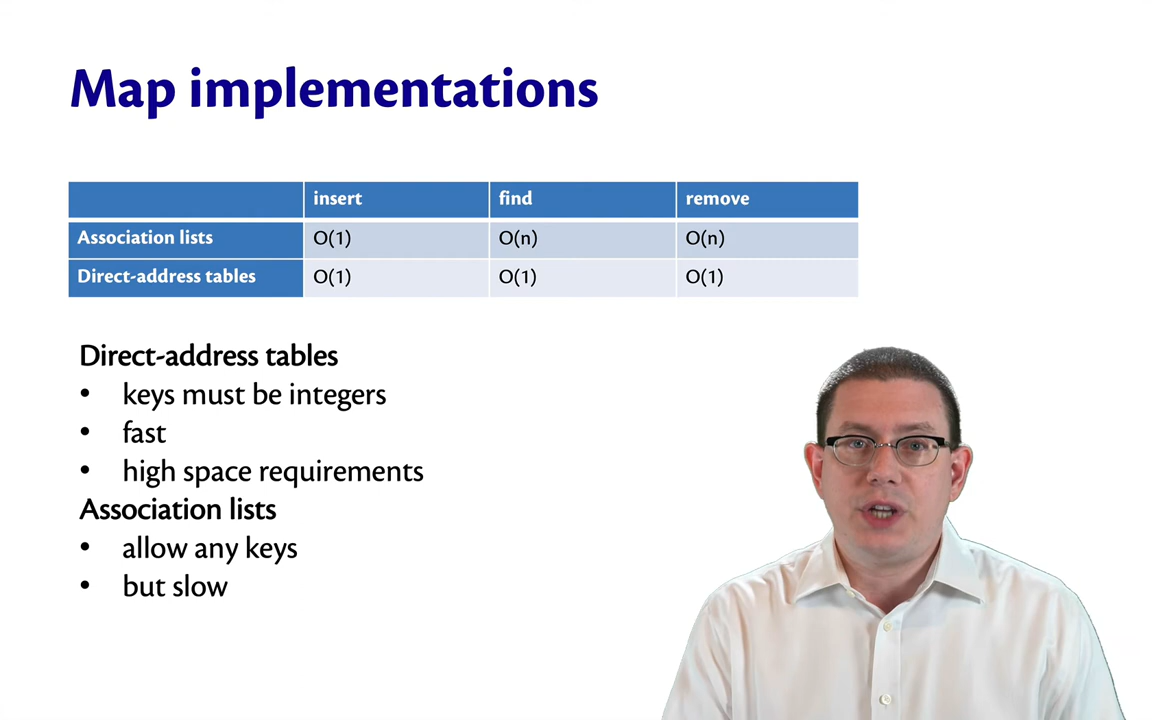 Map implementations
insert find remove
Association lists O(1) O(n) O(n)
Direct-address tables O(1) O(1) O(1)
Direct-address tables
• keys must be integers
• fast
• high space requirements
Association lists
• allow any keys
• but slow